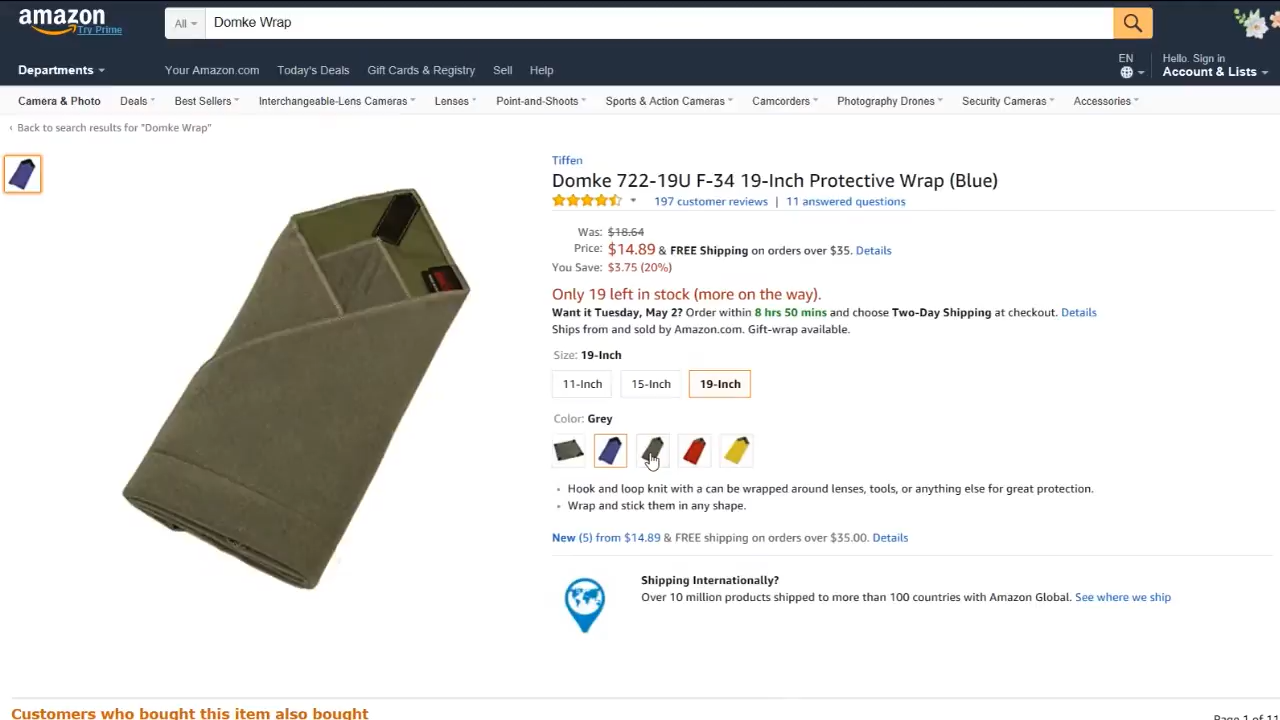 amazon
Try Prime
All
Domke Wrap
Departments
Your Amazon.com
Today's Deals
Gift Cards & Registry
Sell
Help
EN
Hello. Sign in
Account & Lists
Camera & Photo
Deals
Best Sellers
Interchangeable-Lens Cameras
Lenses
Point-and-Shoots
Sports & Action Cameras
Camcorders
Photography Drones
Security Cameras
Accessories
‹ Back to search results for "Domke Wrap"
Tiffen
Domke 722-19U F-34 19-Inch Protective Wrap (Blue)
197 customer reviews | 11 answered questions
Was: $18.64
Price: $14.89 & FREE Shipping on orders over $35. Details
You Save: $3.75 (20%)
Only 19 left in stock (more on the way).
Want it Tuesday, May 2? Order within 8 hrs 50 mins and choose Two-Day Shipping at checkout. Details
Ships from and sold by Amazon.com. Gift-wrap available.
Size: 19-Inch
11-Inch
15-Inch
19-Inch
Color: Grey
• Hook and loop knit with a can be wrapped around lenses, tools, or anything else for great protection.
• Wrap and stick them in any shape.
New (5) from $14.89 & FREE shipping on orders over $35.00. Details
Shipping Internationally?
Over 10 million products shipped to more than 100 countries with Amazon Global. See where we ship
Customers who bought this item also bought
Page 1 of 11